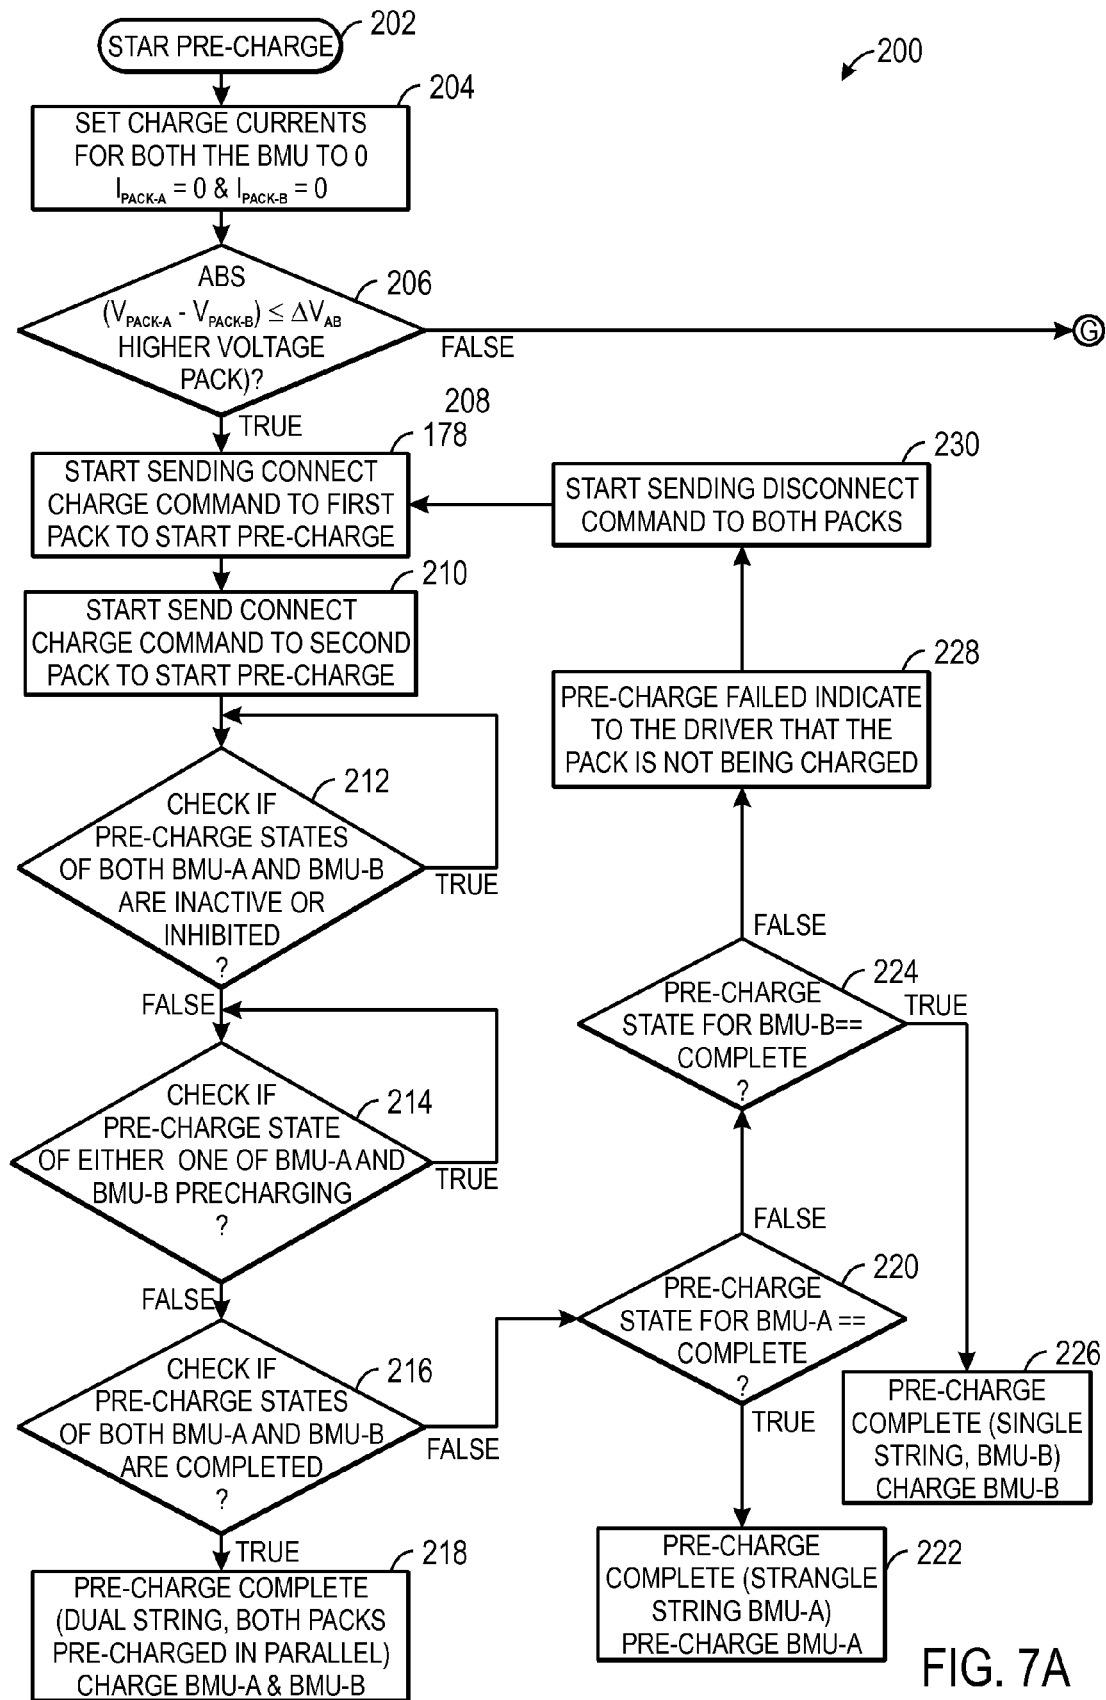 STAR PRE-CHARGE
202
200
204
SET CHARGE CURRENTS
FOR BOTH THE BMU TO 0
I PACK-A = 0 & I PACK-B = 0
206
ABS
(V PACK-A - V PACK-B) ≤ ΔV AB
HIGHER VOLTAGE
PACK)?
FALSE
G
TRUE
208
178
START SENDING CONNECT
CHARGE COMMAND TO FIRST
PACK TO START PRE-CHARGE
230
START SENDING DISCONNECT
COMMAND TO BOTH PACKS
210
START SEND CONNECT
CHARGE COMMAND TO SECOND
PACK TO START PRE-CHARGE
228
PRE-CHARGE FAILED INDICATE
TO THE DRIVER THAT THE
PACK IS NOT BEING CHARGED
212
CHECK IF
PRE-CHARGE STATES
OF BOTH BMU-A AND BMU-B
ARE INACTIVE OR
INHIBITED
?
TRUE
FALSE
FALSE
224
PRE-CHARGE
STATE FOR BMU-B==
COMPLETE
?
TRUE
214
CHECK IF
PRE-CHARGE STATE
OF EITHER ONE OF BMU-A AND
BMU-B PRECHARGING
?
TRUE
FALSE
FALSE
220
PRE-CHARGE
STATE FOR BMU-A ==
COMPLETE
?
TRUE
216
CHECK IF
PRE-CHARGE STATES
OF BOTH BMU-A AND BMU-B
ARE COMPLETED
?
FALSE
TRUE
226
PRE-CHARGE
COMPLETE (SINGLE
STRING, BMU-B)
CHARGE BMU-B
218
PRE-CHARGE COMPLETE
(DUAL STRING, BOTH PACKS
PRE-CHARGED IN PARALLEL)
CHARGE BMU-A & BMU-B
222
PRE-CHARGE
COMPLETE (STRANGLE
STRING BMU-A)
PRE-CHARGE BMU-A
FIG. 7A